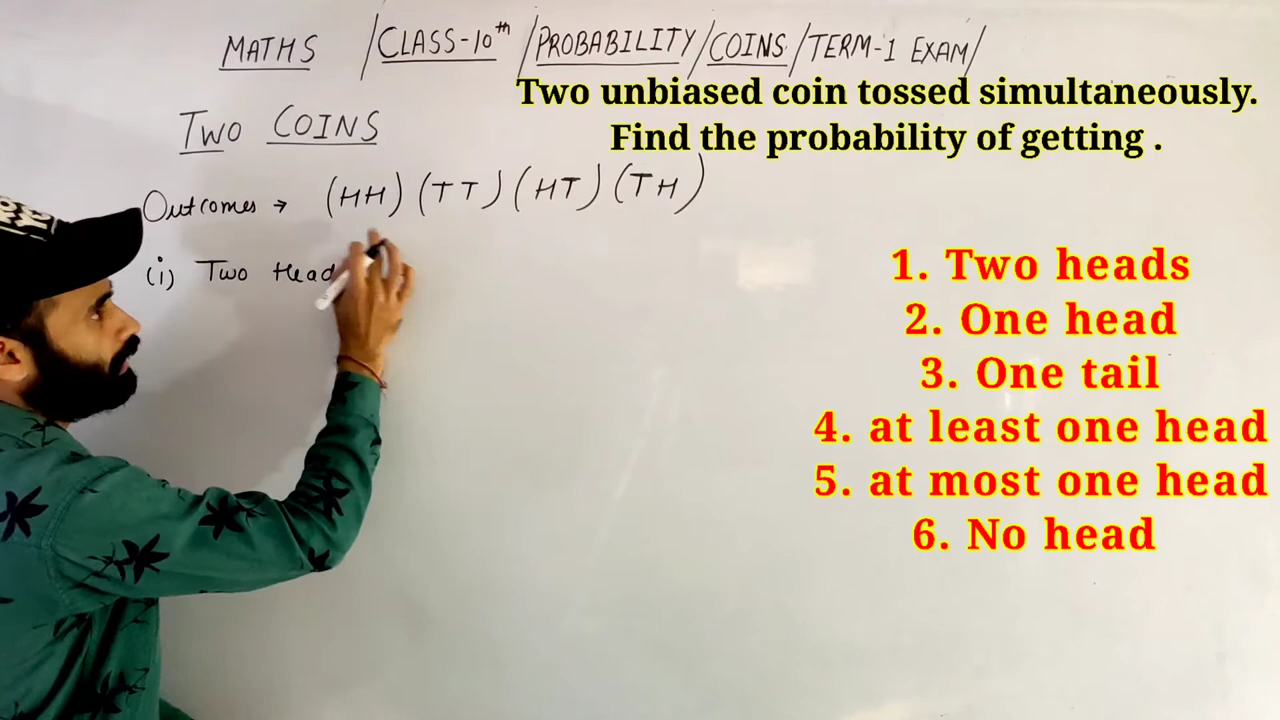 MATHS /CLASS-10th /PROBABILITY/COINS/TERM-1 EXAM/
Two unbiased coin tossed simultaneously.
Find the probability of getting .
Two COINS
Outcomes → (HH) (TT) (HT) (TH)
(i) Two Head
1. Two heads
2. One head
3. One tail
4. at least one head
5. at most one head
6. No head